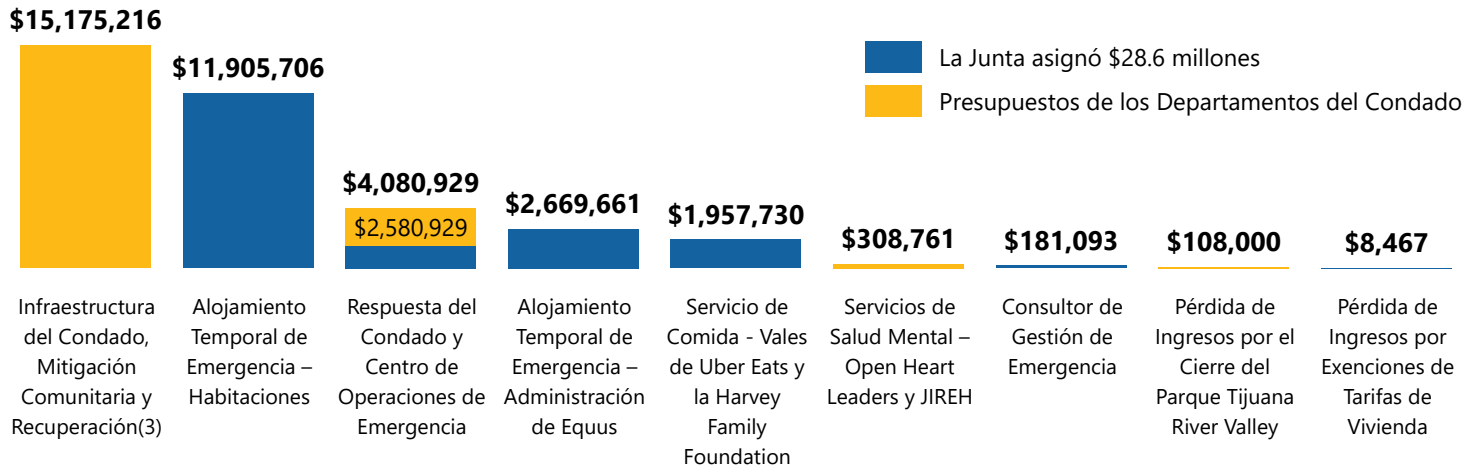 $15,175,216
$11,905,706
$4,080,929
$2,580,929
$2,669,661
$1,957,730
$308,761
$181,093
$108,000
$8,467
La Junta asignó $28.6 millones
Presupuestos de los Departamentos del Condado
Infraestructura
del Condado,
Mitigación
Comunitaria y
Recuperación(3)
Alojamiento
Temporal de
Emergencia –
Habitaciones
Respuesta del
Condado y
Centro de
Operaciones de
Emergencia
Alojamiento
Temporal de
Emergencia –
Administración
de Equus
Servicio de
Comida - Vales
de Uber Eats y
la Harvey
Family
Foundation
Servicios de
Salud Mental –
Open Heart
Leaders y JIREH
Consultor de
Gestión de
Emergencia
Pérdida de
Ingresos por el
Cierre del
Parque Tijuana
River Valley
Pérdida de
Ingresos por
Exenciones de
Tarifas de
Vivienda